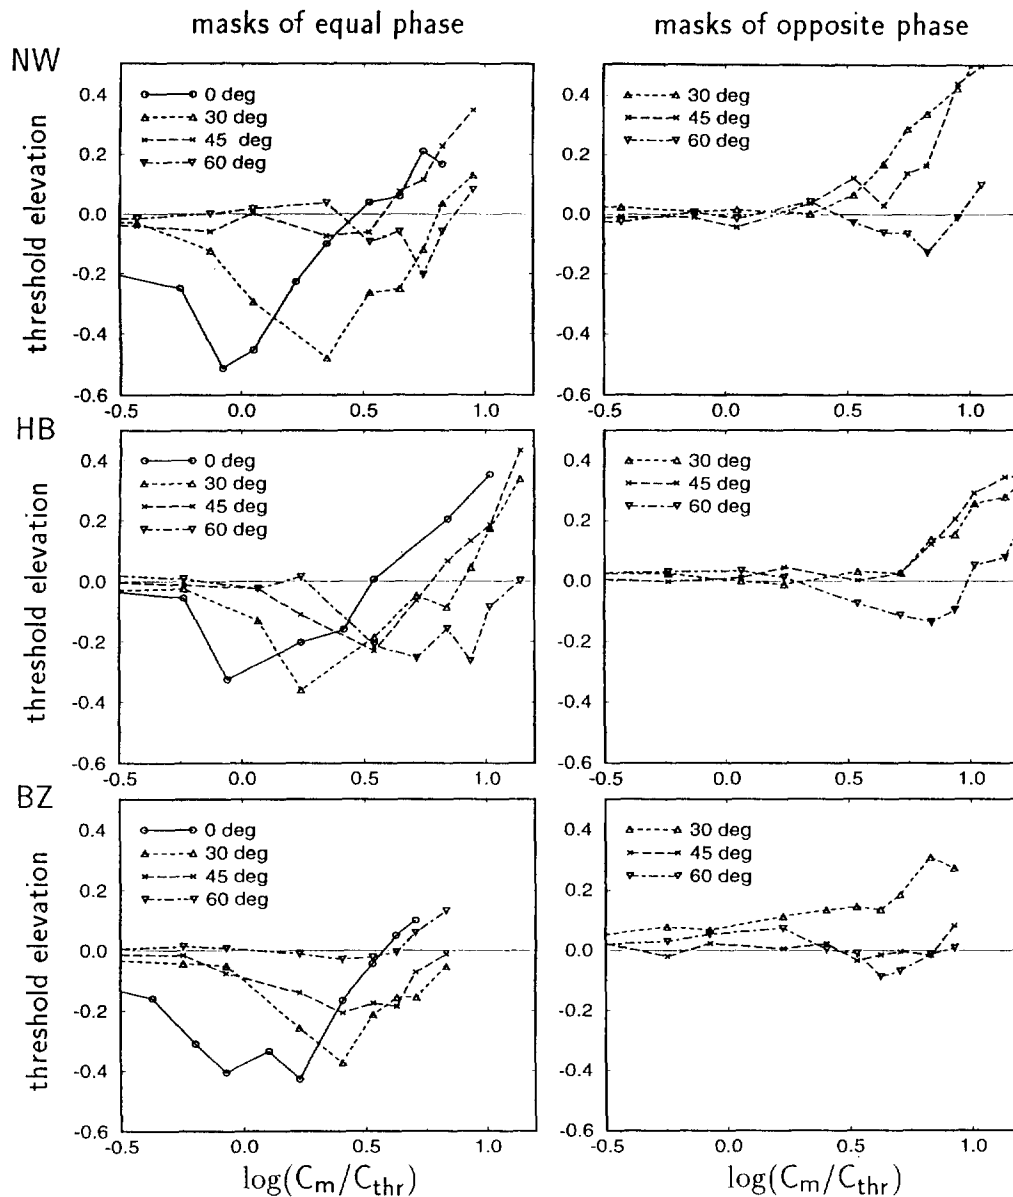 masks of equal phase
masks of opposite phase
NW
threshold elevation
0.4
0.2
0.0
-0.2
-0.4
-0.6
-0.5
0.0
0.5
1.0
0 deg
30 deg
45 deg
60 deg
0.4
0.2
0.0
-0.2
-0.4
-0.6
-0.5
0.0
0.5
1.0
30 deg
45 deg
60 deg
HB
threshold elevation
0.4
0.2
0.0
-0.2
-0.4
-0.6
-0.5
0.0
0.5
1.0
0 deg
30 deg
45 deg
60 deg
0.4
0.2
0.0
-0.2
-0.4
-0.6
-0.5
0.0
0.5
1.0
30 deg
45 deg
60 deg
BZ
threshold elevation
0.4
0.2
0.0
-0.2
-0.4
-0.6
-0.5
0.0
0.5
1.0
0 deg
30 deg
45 deg
60 deg
log(Cm/Cthr)
0.4
0.2
0.0
-0.2
-0.4
-0.6
-0.5
0.0
0.5
1.0
30 deg
45 deg
60 deg
log(Cm/Cthr)